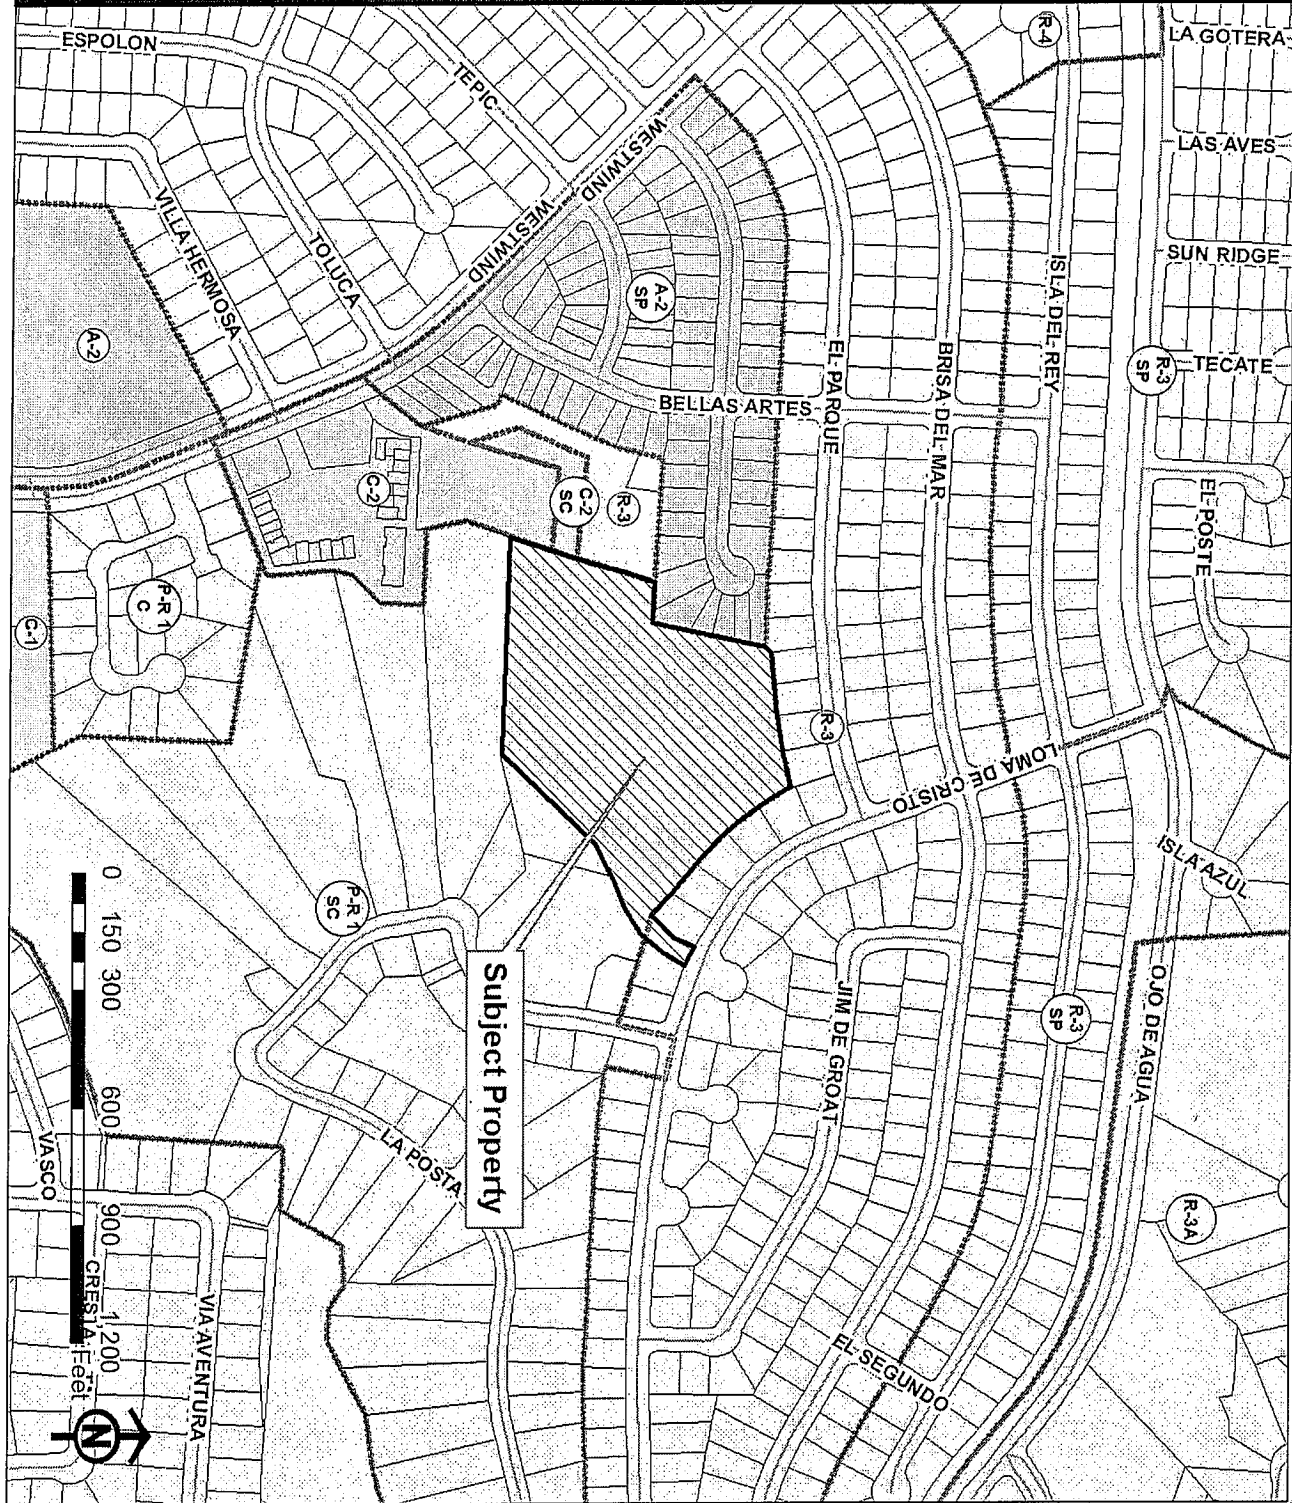 LA GOTERA
R-4
ESPOLON
TEPIC
WESTWIND
LAS AVES
VILLA HERMOSA
TOLUCA
WESTWIND
SUN RIDGE
ISLA DEL REY
A-2
SP
A-2
EL PARQUE
BRISA DEL MAR
R-3
SP
TECATE
BELLAS ARTES
C-2
C-2
SC
R-3
EL POSTE
P-R 1
C
C-1
R-3
LOMA DE CRISTO
ISLA AZUL
P-R 1
SC
Subject Property
JIM DE GROAT
R-3
SP
OJO DE AGUA
R-3A
LA POSTA
VASCO
VIA AVENTURA
EL SEGUNDO
0 150 300 600 900 1,200
Feet
N